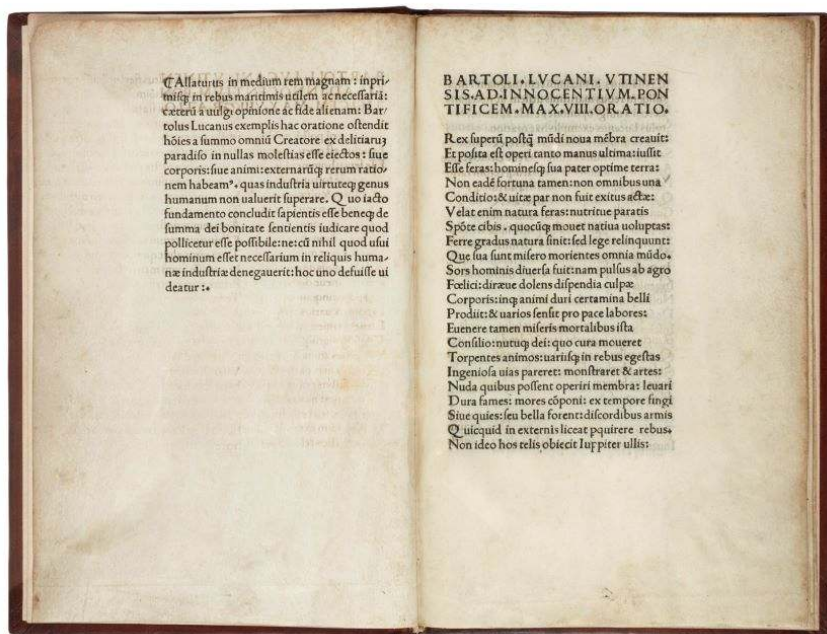 ⸿ Allaturus in medium rem magnam: inpri-
misq; in rebus maritimis utilem ac necessariã:
cæterũ a uulgi opinione ac fide alienam: Bar-
tolus Lucanus exemplis hac oratione ostendit
hõies a summo omniũ Creatore ex delitiarũ
paradiso in nullas molestias esse eiectos: siue
corporis: siue animi: externarũq; rerum ratio-
nem habeamꝰ. quas industria uirtuteq; genus
humanum non ualuerit superare. Quo iacto
fundamento concludit sapientis esse beneq; de
summa dei bonitate sentientis iudicare quod
pollicetur esse possibile: ne: cũ nihil quod usui
hominum esset necessarium in reliquis huma-
næ industriæ denegauerit: hoc uno defuisse ui
deatur:.
BARTOLI. LVCANI. VTINEN
SIS. AD. INNOCENTIVM. PON
TIFICEM. MAX. VIII. ORATIO.
Rex superũ postq̃ mũdi noua mẽbra creauit:
Et posita est operi tanto manus ultima: iussit
Esse feras: hominesq; sua pater optime terra:
Non eadẽ fortuna tamen: non omnibus una
Conditio: & uitæ par non fuit exitus actæ:
Velat enim natura feras: nutritue paratis
Spõte cibis. quocũq; mouet natiua uoluptas:
Ferre gradus natura sinit: sed lege relinquunt:
Que sua sunt misero morientes omnia mũdo.
Sors hominis diuersa fuit: nam pulsus ab agro
Fœlici: diræue dolens dispendia culpæ
Corporis: inq; animi duri certamina belli
Prodiit: & uarios sensit pro pace labores:
Euenere tamen miseris mortalibus ista
Consilio: nutuq; dei: quo cura moueret
Torpentes animos: uariisq; in rebus egestas
Ingeniosa uias pareret: monstraret & artes:
Nuda quibus possent operiri membra: leuari
Dura fames: mores cõponi: ex tempore fingi
Siue quies: seu bella forent: discordibus armis
Quicquid in externis liceat pquirere rebus.
Non ideo hos telis obiecit Iuppiter ullis: